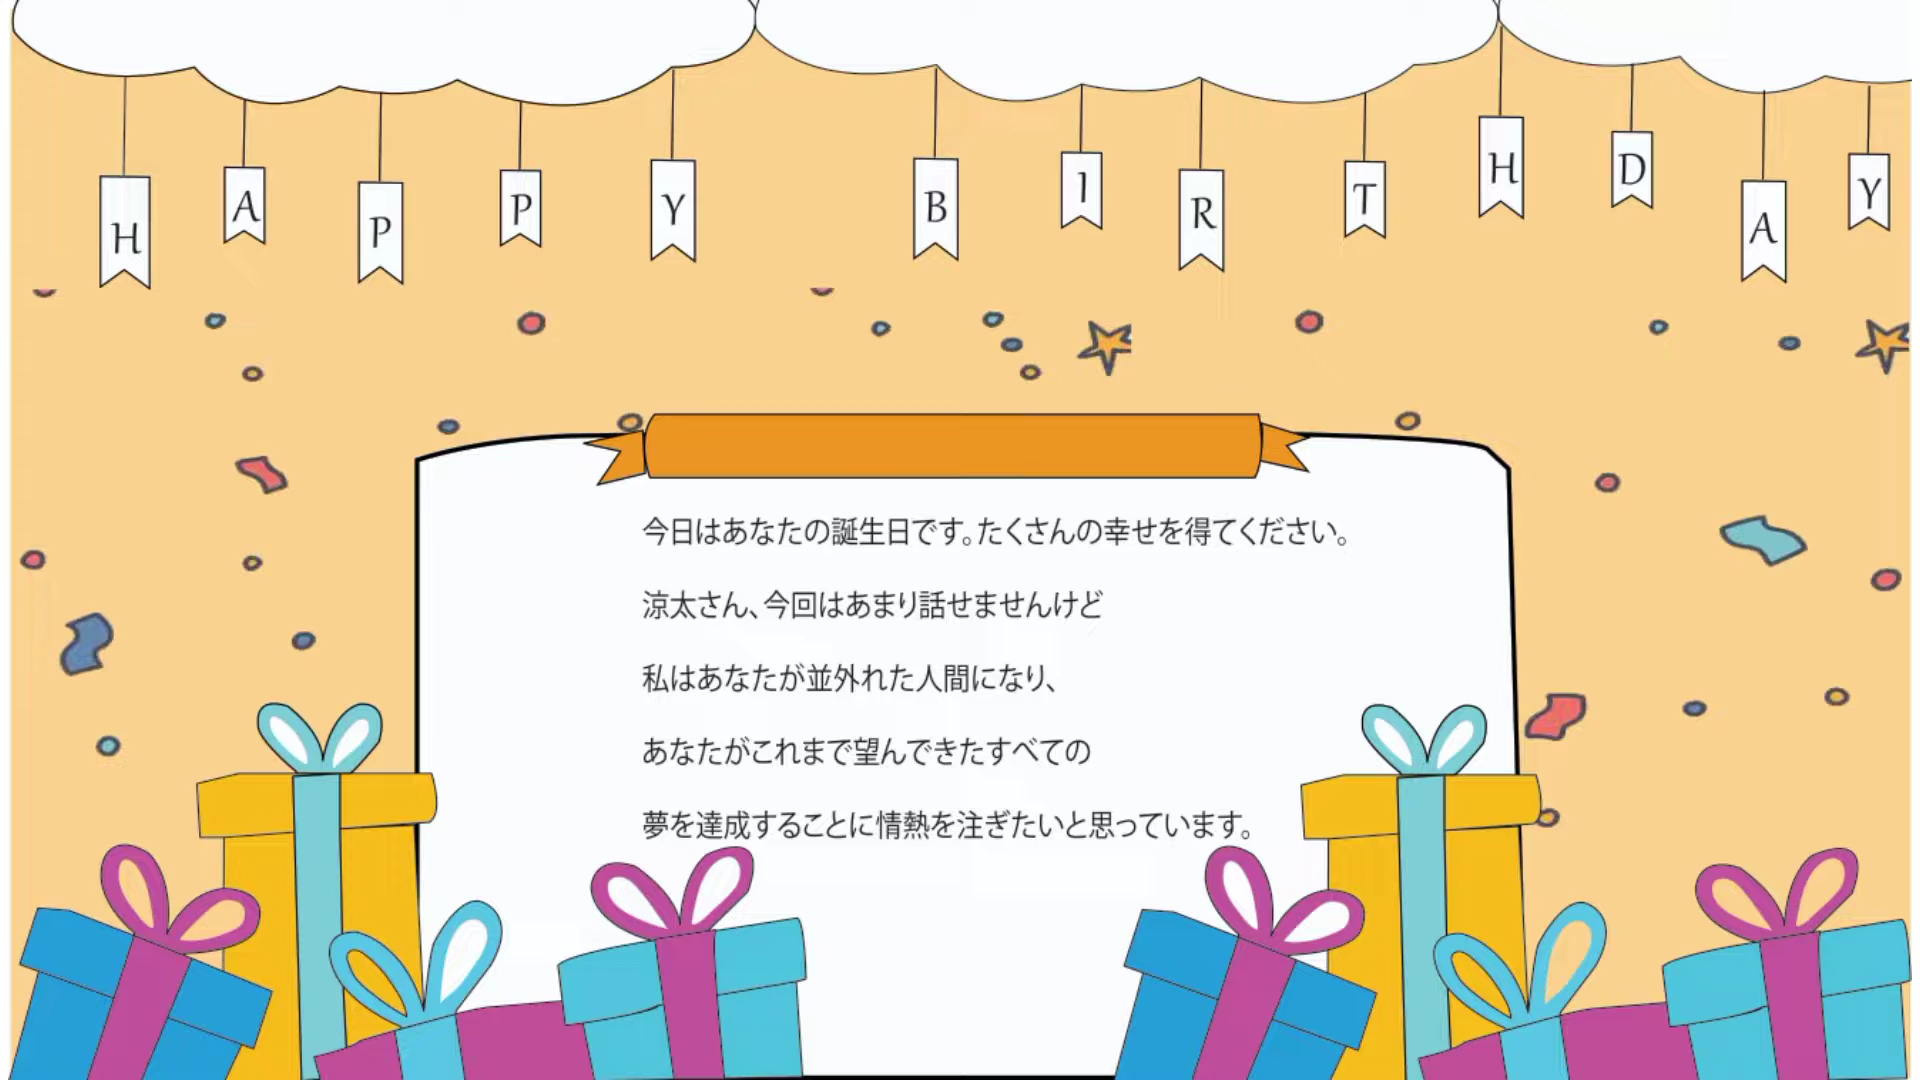 HAPPY BIRTHDAY
今日はあなたの誕生日です。たくさんの幸せを得てください。
涼太さん、今回はあまり話せませんけど
私はあなたが並外れた人間になり、
あなたがこれまで望んできたすべての
夢を達成することに情熱を注ぎたいと思っています。